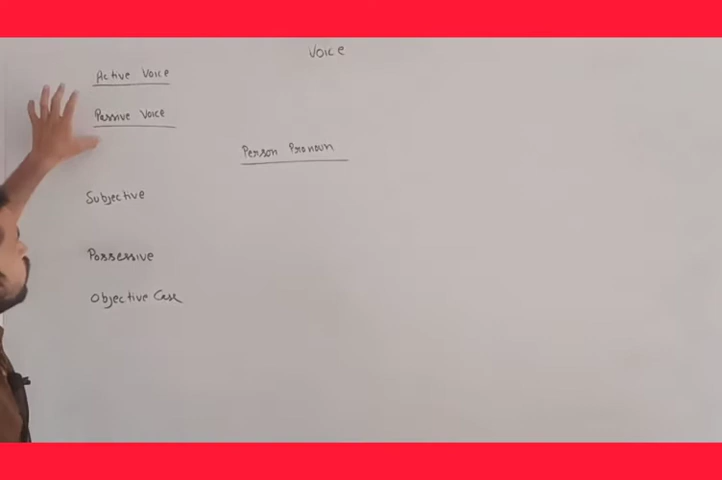 Voice
Active Voice
Passive Voice
Person Pronoun
Subjective
Possessive
Objective Case